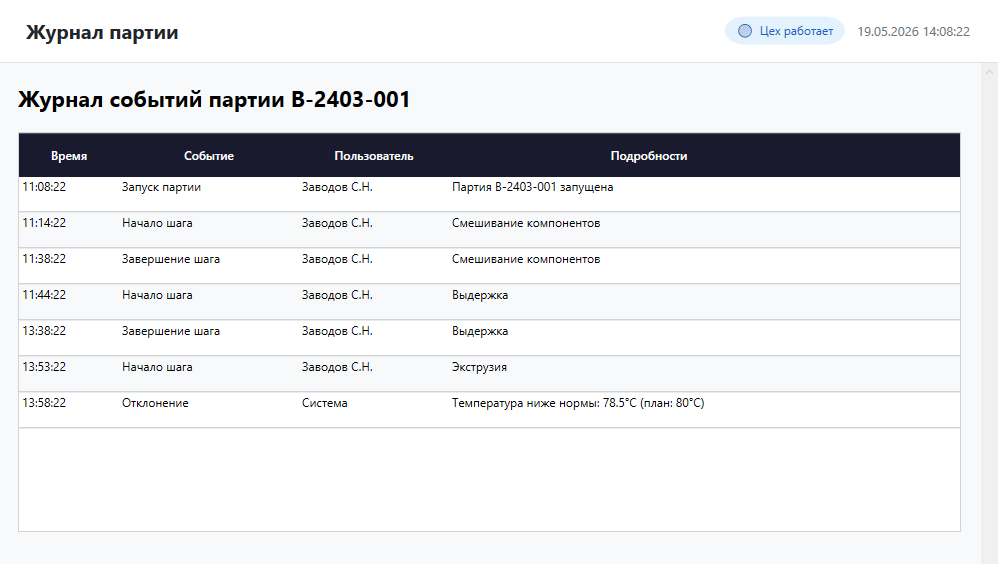 Журнал партии
Цех работает 19.05.2026 14:08:22
Журнал событий партии B-2403-001
Время Событие Пользователь Подробности
11:08:22 Запуск партии Заводов С.Н. Партия B-2403-001 запущена
11:14:22 Начало шага Заводов С.Н. Смешивание компонентов
11:38:22 Завершение шага Заводов С.Н. Смешивание компонентов
11:44:22 Начало шага Заводов С.Н. Выдержка
13:38:22 Завершение шага Заводов С.Н. Выдержка
13:53:22 Начало шага Заводов С.Н. Экструзия
13:58:22 Отклонение Система Температура ниже нормы: 78.5°C (план: 80°C)